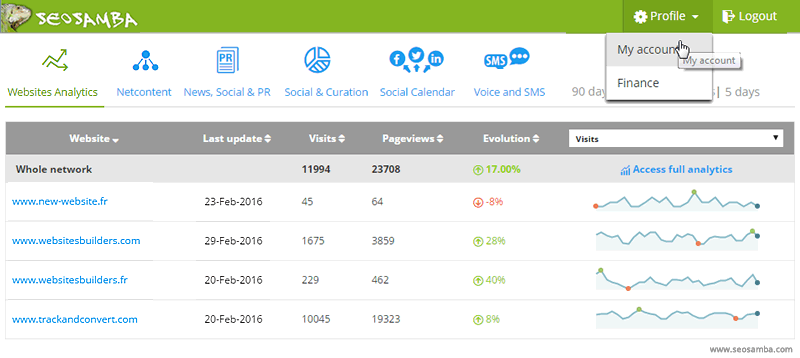 SEOSAMBA
Profile
Logout
My account
My account
Finance
Websites Analytics
Netcontent
PR
News, Social & PR
Social & Curation
Social Calendar
SMS
Voice and SMS
90 day
| 5 days
Website
Last update
Visits
Pageviews
Evolution
Visits
Whole network 11994 23708 17.00% Access full analytics
www.new-website.fr 23-Feb-2016 45 64 -8%
www.websitesbuilders.com 29-Feb-2016 1675 3859 28%
www.websitesbuilders.fr 20-Feb-2016 229 462 40%
www.trackandconvert.com 20-Feb-2016 10045 19323 8%
www.seosamba.com